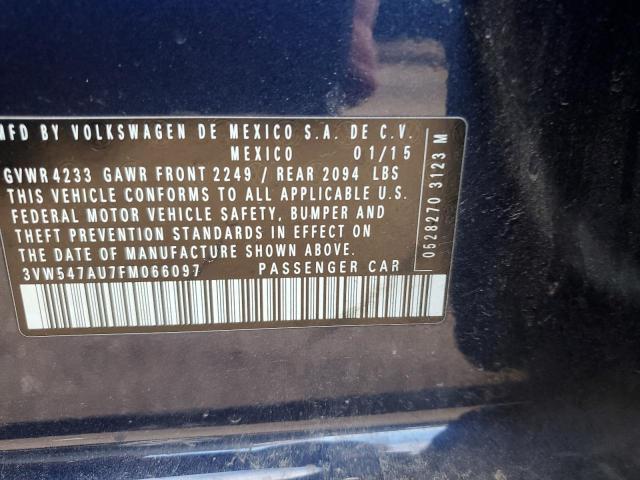 MFD BY VOLKSWAGEN DE MEXICO S.A. DE C.V.
MEXICO 01/15
GVWR 4233 GAWR FRONT 2249 / REAR 2094 LBS
THIS VEHICLE CONFORMS TO ALL APPLICABLE U.S.
FEDERAL MOTOR VEHICLE SAFETY, BUMPER AND
THEFT PREVENTION STANDARDS IN EFFECT ON
THE DATE OF MANUFACTURE SHOWN ABOVE.
3VW547AU7FM066097 PASSENGER CAR
0528270 3123 M